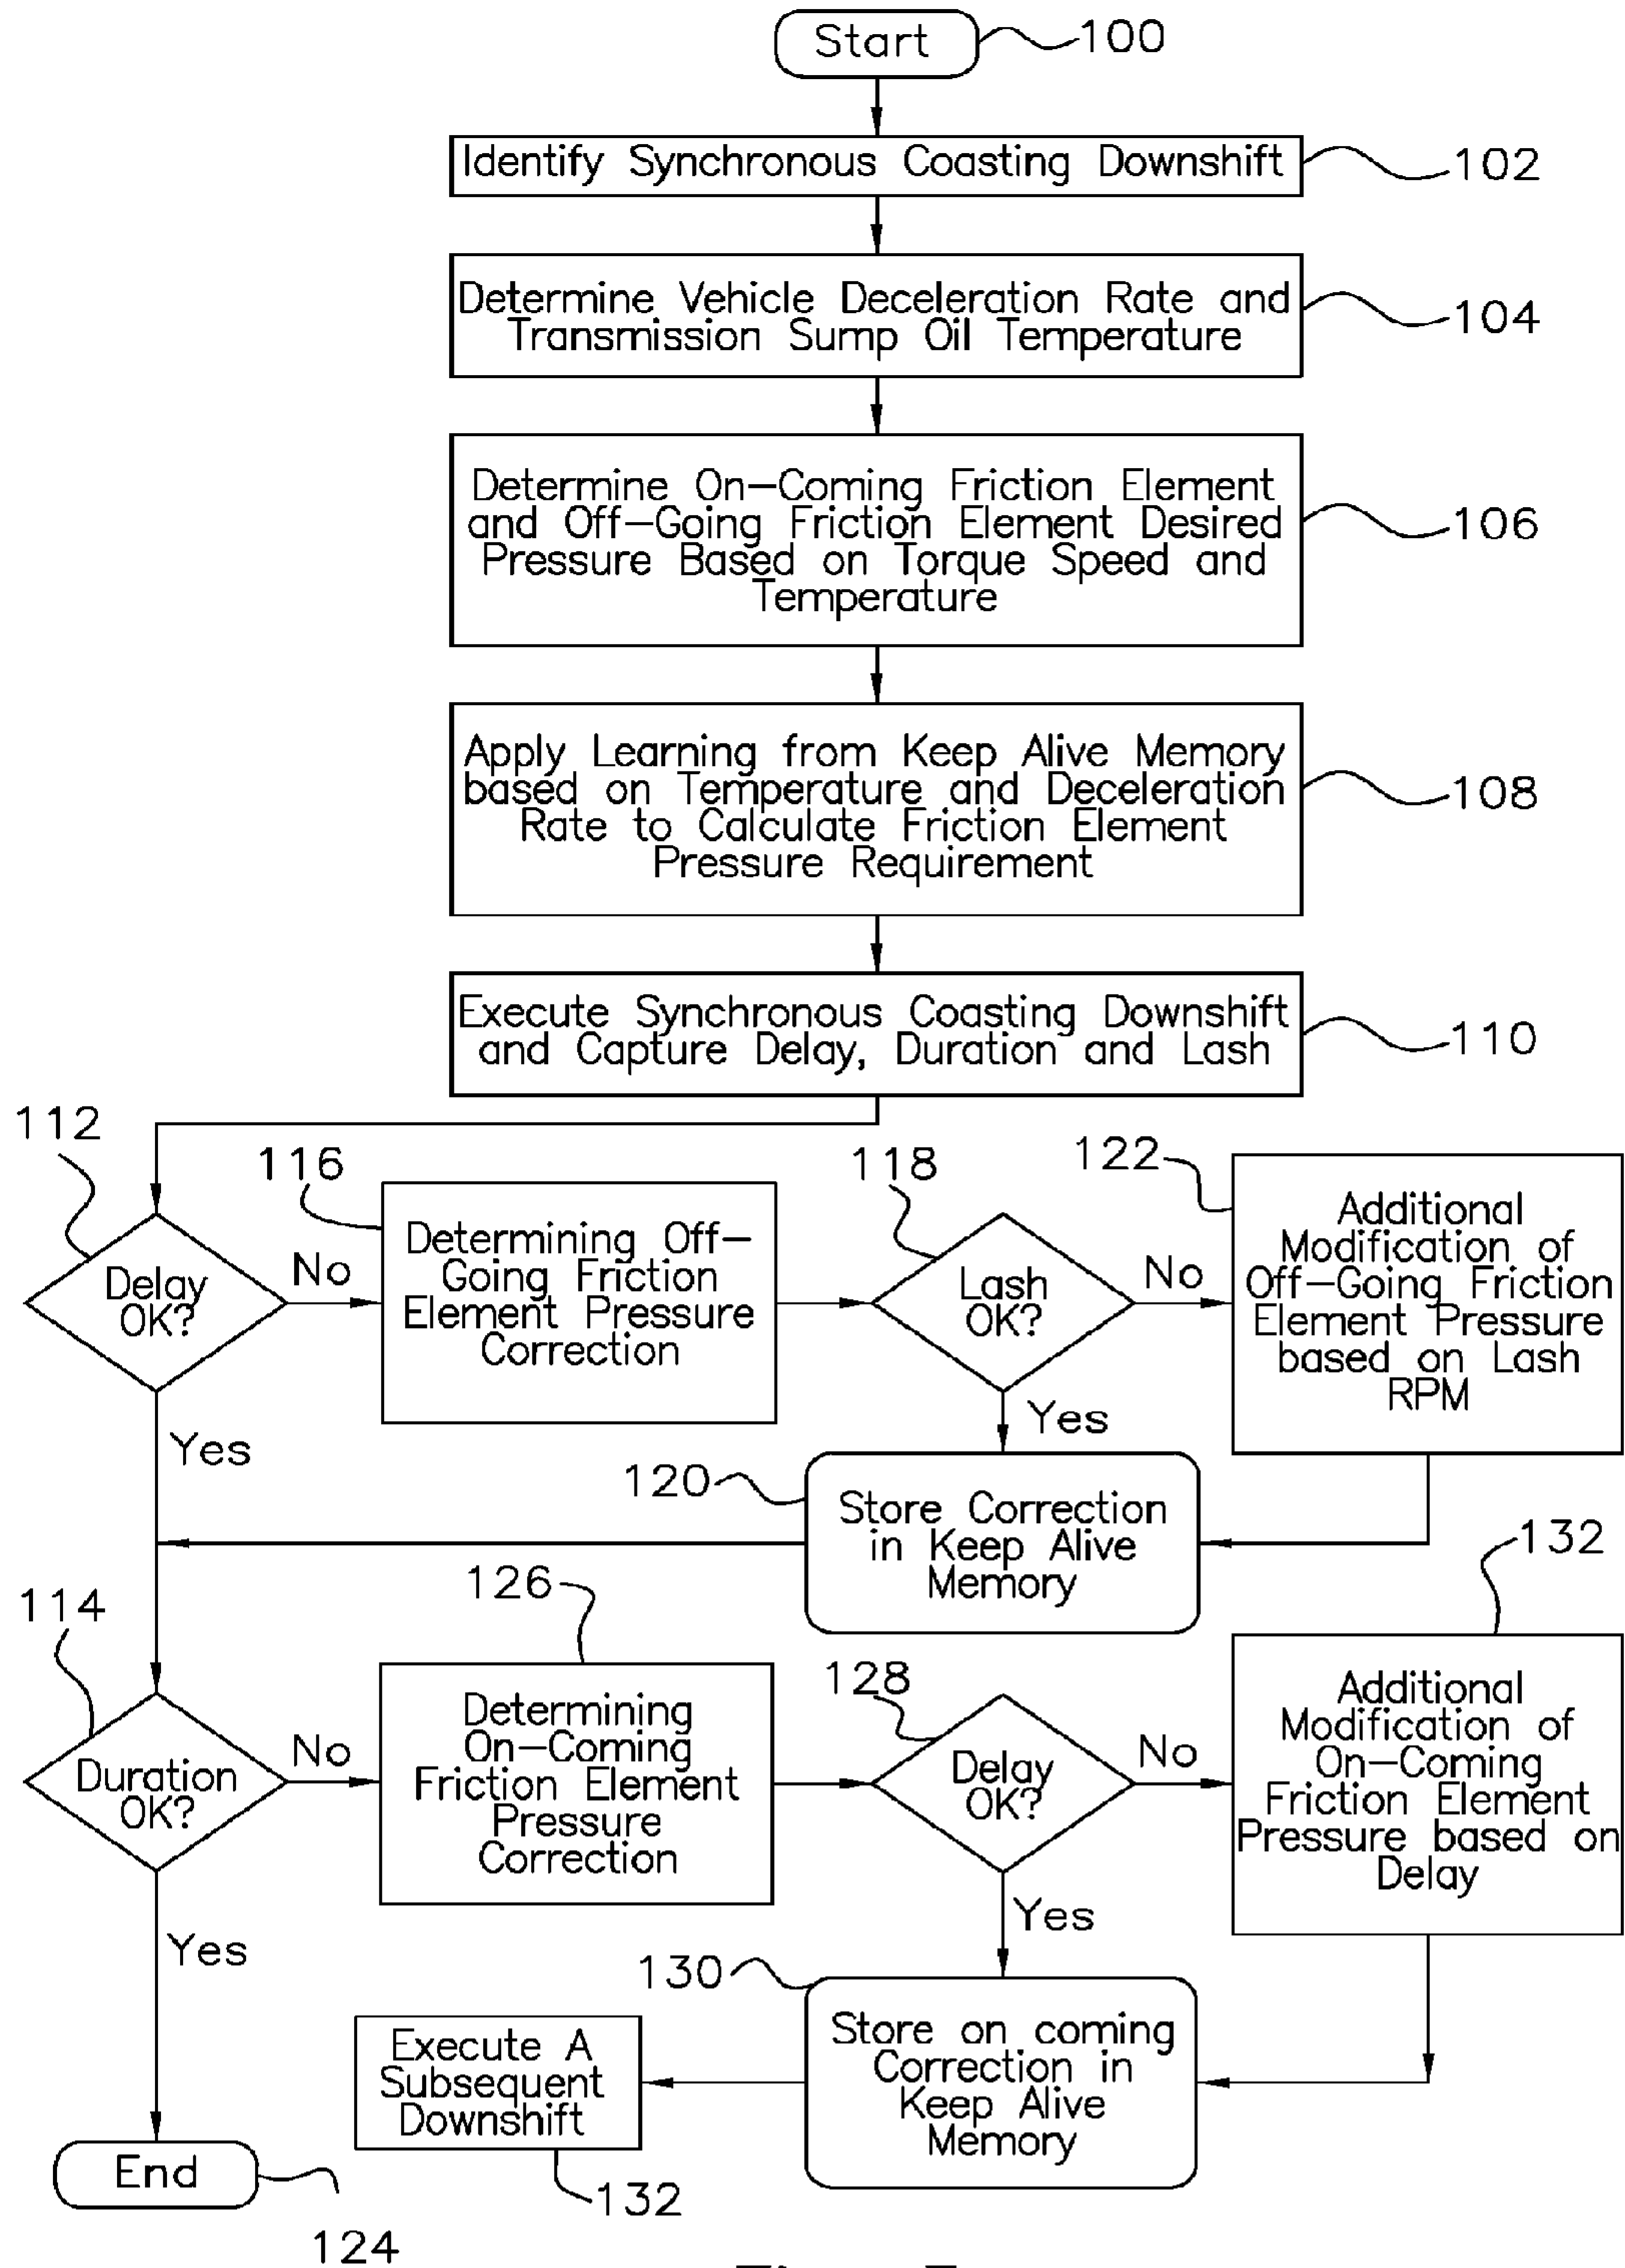 Start
100
Identify Synchronous Coasting Downshift
102
Determine Vehicle Deceleration Rate and
Transmission Sump Oil Temperature
104
Determine On-Coming Friction Element
and Off-Going Friction Element Desired
Pressure Based on Torque Speed and
Temperature
106
Apply Learning from Keep Alive Memory
based on Temperature and Deceleration
Rate to Calculate Friction Element
Pressure Requirement
108
Execute Synchronous Coasting Downshift
and Capture Delay, Duration and Lash
110
112
Delay
OK?
No
Yes
116
Determining Off-
Going Friction
Element Pressure
Correction
118
Lash
OK?
No
Yes
122
Additional
Modification of
Off-Going Friction
Element Pressure
based on Lash
RPM
120
Store Correction
in Keep Alive
Memory
114
Duration
OK?
No
Yes
126
Determining
On-Coming
Friction Element
Pressure
Correction
128
Delay
OK?
No
Yes
132
Additional
Modification of
On-Coming
Friction Element
Pressure based on
Delay
130
Store on coming
Correction in
Keep Alive
Memory
Execute A
Subsequent
Downshift
132
End
124